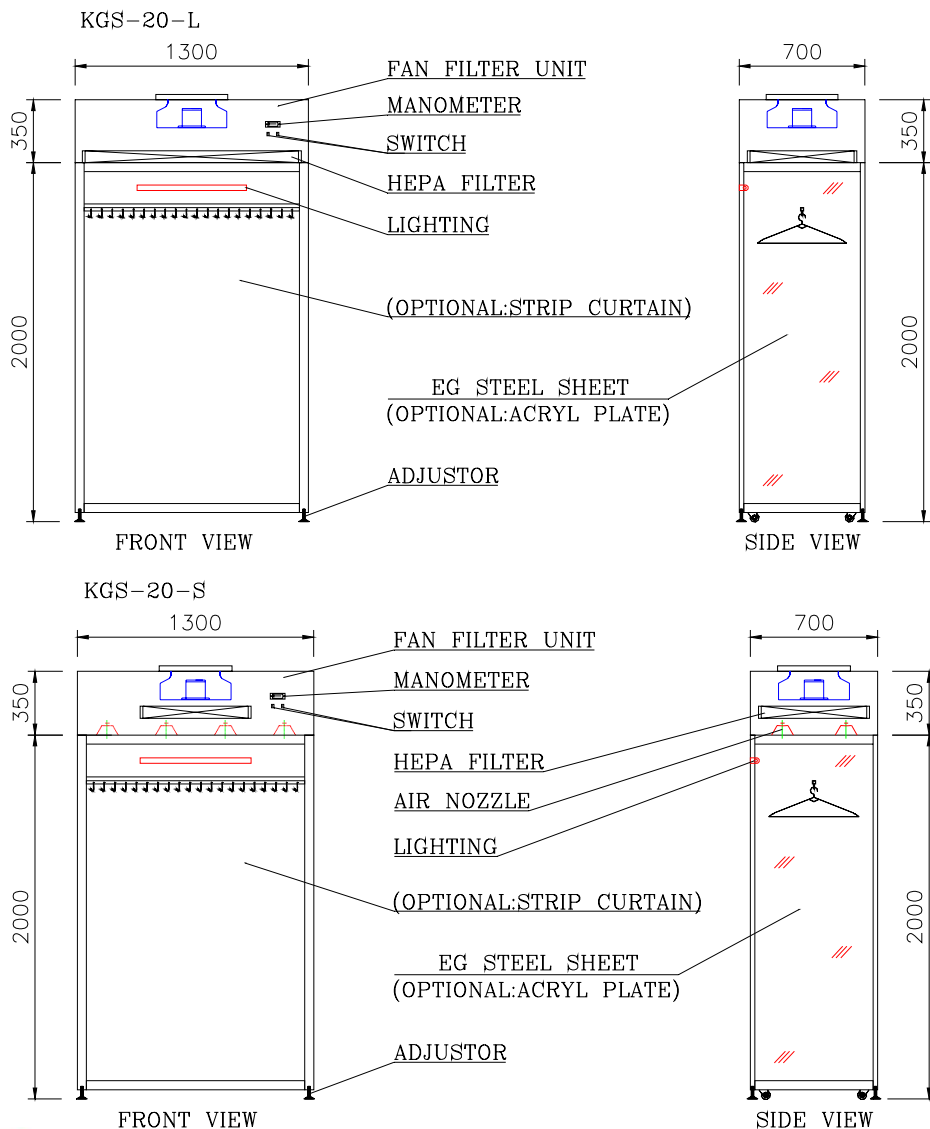 KGS-20-L
1300
700
FAN FILTER UNIT
MANOMETER
350
350
SWITCH
HEPA FILTER
LIGHTING
(OPTIONAL:STRIP CURTAIN)
2000
2000
EG STEEL SHEET
(OPTIONAL:ACRYL PLATE)
ADJUSTOR
FRONT VIEW
SIDE VIEW
KGS-20-S
1300
700
FAN FILTER UNIT
MANOMETER
350
350
SWITCH
HEPA FILTER
AIR NOZZLE
LIGHTING
(OPTIONAL:STRIP CURTAIN)
2000
2000
EG STEEL SHEET
(OPTIONAL:ACRYL PLATE)
ADJUSTOR
FRONT VIEW
SIDE VIEW